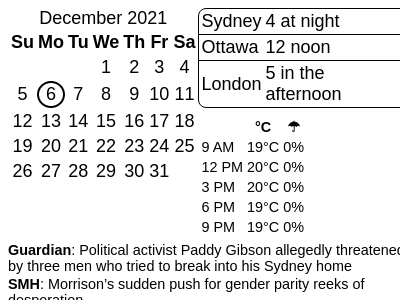 December 2021
Su Mo Tu We Th Fr Sa
1 2 3 4
5 6 7 8 9 10 11
12 13 14 15 16 17 18
19 20 21 22 23 24 25
26 27 28 29 30 31
Sydney 4 at night
Ottawa 12 noon
London 5 in the
afternoon
°C ☂
9 AM 19°C 0%
12 PM 20°C 0%
3 PM 20°C 0%
6 PM 19°C 0%
9 PM 19°C 0%
Guardian: Political activist Paddy Gibson allegedly threatened
by three men who tried to break into his Sydney home
SMH: Morrison’s sudden push for gender parity reeks of
desperation